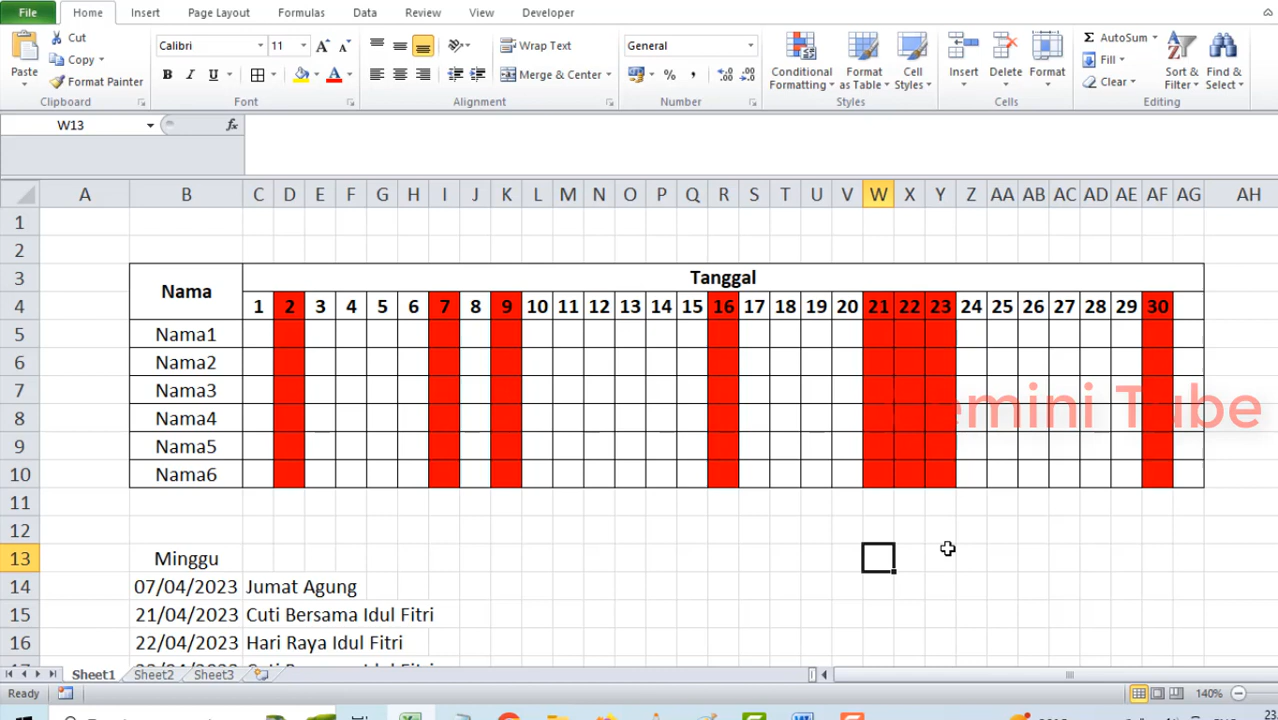 File Home Insert Page Layout Formulas Data Review View Developer
Cut Calibri 11 Wrap Text General AutoSum
Copy Fill
Paste Format Painter B I U Merge & Center % , Conditional Formatting Format as Table Cell Styles Insert Delete Format Clear Sort & Filter Find & Select
Clipboard Font Alignment Number Styles Cells Editing
W13 fx
A B C D E F G H I J K L M N O P Q R S T U V W X Y Z AA AB AC AD AE AF AG AH
1
2
3 Nama Tanggal
4 1 2 3 4 5 6 7 8 9 10 11 12 13 14 15 16 17 18 19 20 21 22 23 24 25 26 27 28 29 30
5 Nama1
6 Nama2
7 Nama3
8 Nama4
9 Nama5
10 Nama6
emini Tube
11
12
13 Minggu
14 07/04/2023 Jumat Agung
15 21/04/2023 Cuti Bersama Idul Fitri
16 22/04/2023 Hari Raya Idul Fitri
Sheet1 Sheet2 Sheet3
Ready 140%